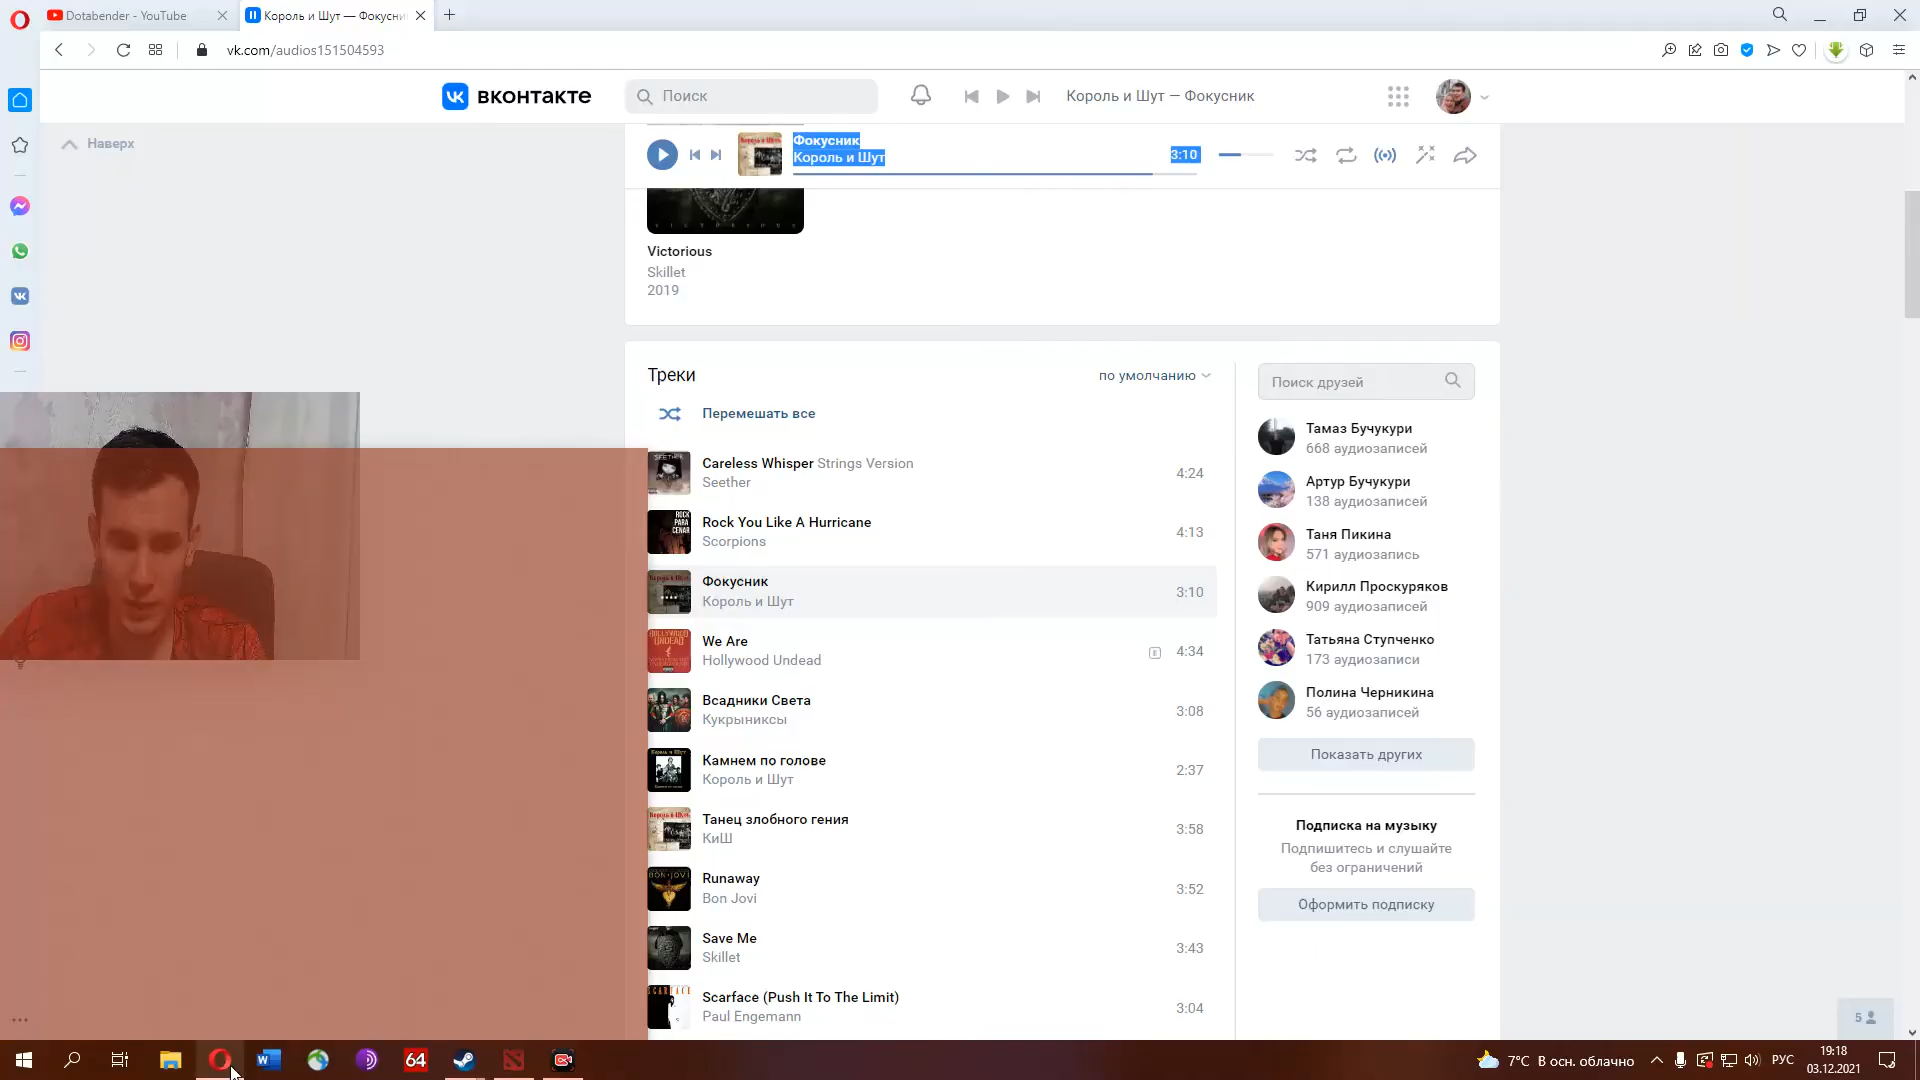 Dotabender - YouTube
Король и Шут — Фокусни
vk.com/audios151504593
вконтакте
Поиск
Король и Шут — Фокусник
Наверх
Фокусник
Король и Шут
3:10
Victorious
Skillet
2019
Треки
по умолчанию
Перемешать все
Careless Whisper Strings Version
Seether
4:24
Rock You Like A Hurricane
Scorpions
4:13
Фокусник
Король и Шут
3:10
We Are
Hollywood Undead
E
4:34
Всадники Света
Кукрыниксы
3:08
Камнем по голове
Король и Шут
2:37
Танец злобного гения
КиШ
3:58
Runaway
Bon Jovi
3:52
Save Me
Skillet
3:43
Scarface (Push It To The Limit)
Paul Engemann
3:04
Поиск друзей
Тамаз Бучукури
668 аудиозаписей
Артур Бучукури
138 аудиозаписей
Таня Пикина
571 аудиозапись
Кирилл Проскуряков
909 аудиозаписей
Татьяна Ступченко
173 аудиозаписи
Полина Черникина
56 аудиозаписей
Показать других
Подписка на музыку
Подпишитесь и слушайте
без ограничений
Оформить подписку
5
64
7°C В осн. облачно
РУС
19:18
03.12.2021